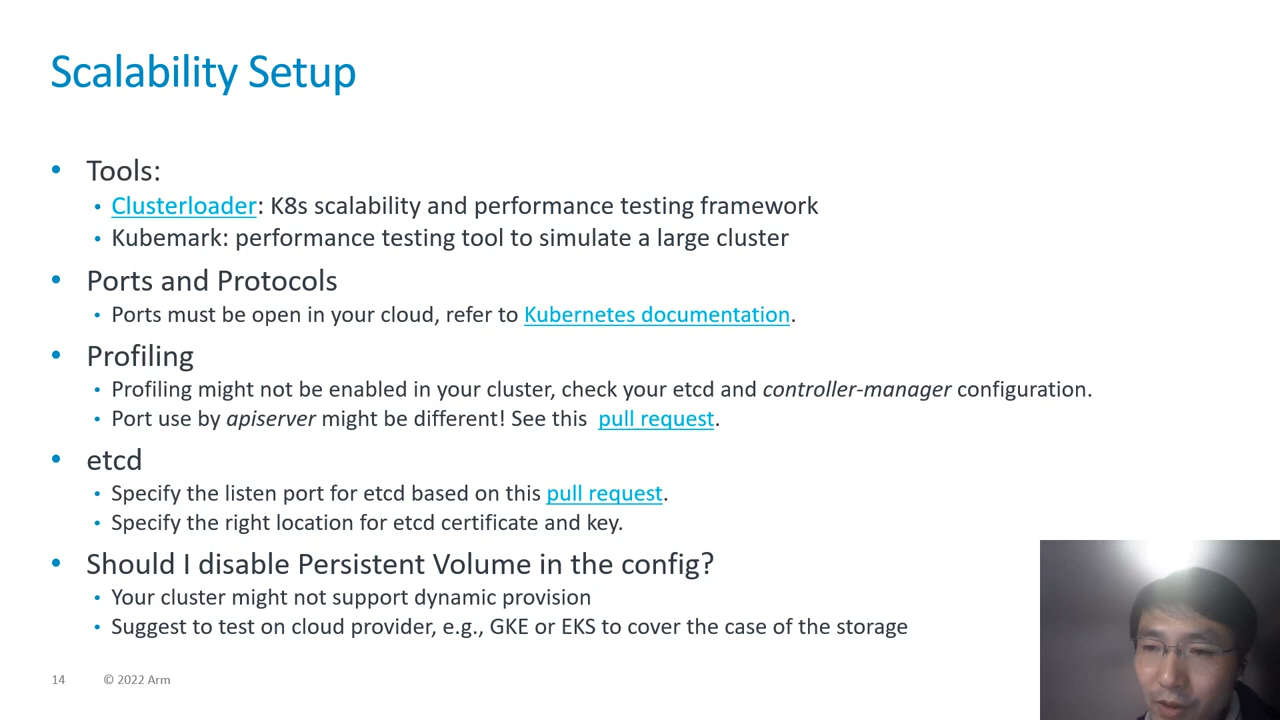 Scalability Setup
• Tools:
• Clusterloader: K8s scalability and performance testing framework
• Kubemark: performance testing tool to simulate a large cluster
• Ports and Protocols
• Ports must be open in your cloud, refer to Kubernetes documentation.
• Profiling
• Profiling might not be enabled in your cluster, check your etcd and controller-manager configuration.
• Port use by apiserver might be different! See this pull request.
• etcd
• Specify the listen port for etcd based on this pull request.
• Specify the right location for etcd certificate and key.
• Should I disable Persistent Volume in the config?
• Your cluster might not support dynamic provision
• Suggest to test on cloud provider, e.g., GKE or EKS to cover the case of the storage
14 © 2022 Arm